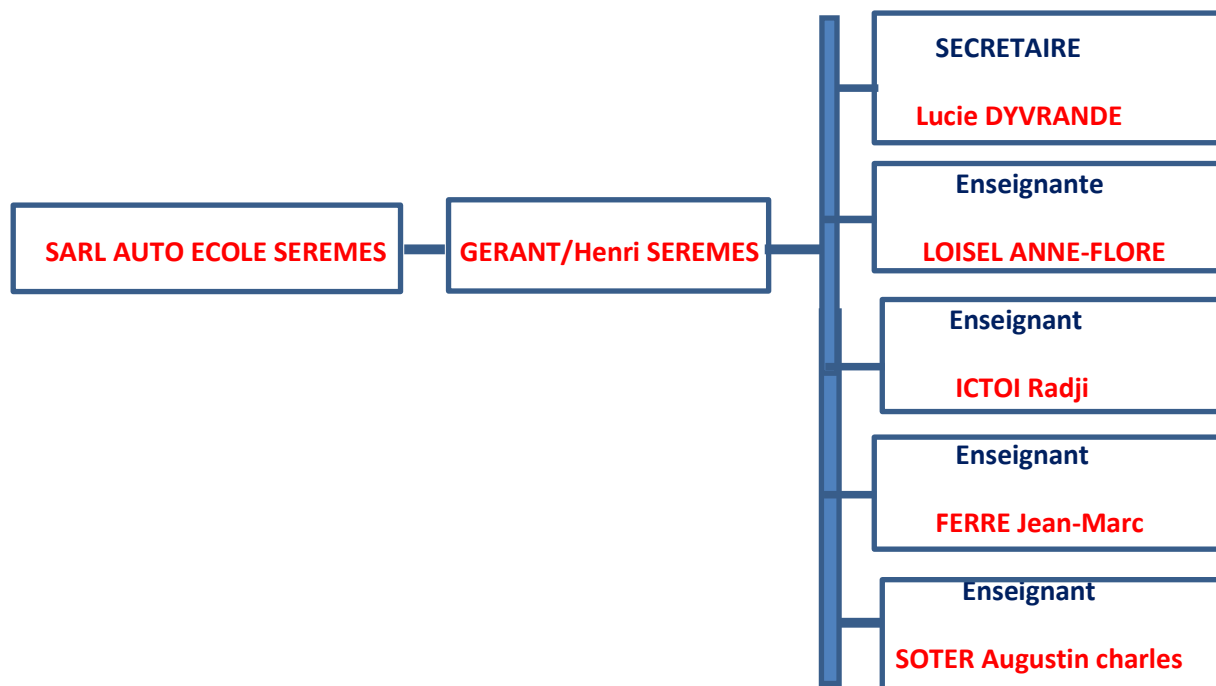 SARL AUTO ECOLE SEREMES
GERANT/Henri SEREMES
SECRETAIRE
Lucie DYVRANDE
Enseignante
LOISEL ANNE-FLORE
Enseignant
ICTOI Radji
Enseignant
FERRE Jean-Marc
Enseignant
SOTER Augustin charles